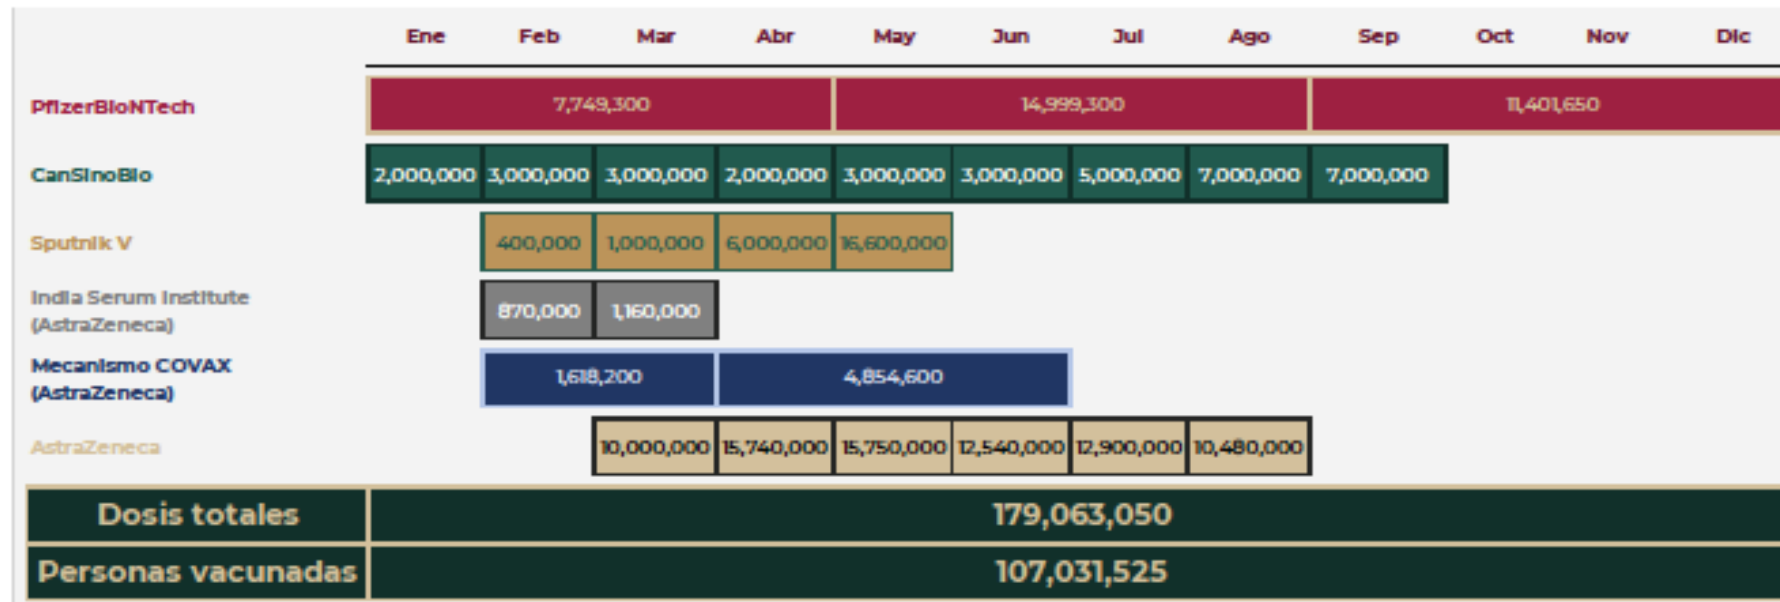 Ene Feb Mar Abr May Jun Jul Ago Sep Oct Nov Dic
PfizerBioNTech 7,749,300 14,999,300 11,401,650
CanSinoBio 2,000,000 3,000,000 3,000,000 2,000,000 3,000,000 3,000,000 5,000,000 7,000,000 7,000,000
Sputnik V 400,000 1,000,000 6,000,000 16,600,000
India Serum Institute
(AstraZeneca) 870,000 1,160,000
Mecanismo COVAX
(AstraZeneca) 1,618,200 4,854,600
AstraZeneca 10,000,000 15,740,000 15,750,000 12,540,000 12,900,000 10,480,000
Dosis totales 179,063,050
Personas vacunadas 107,031,525